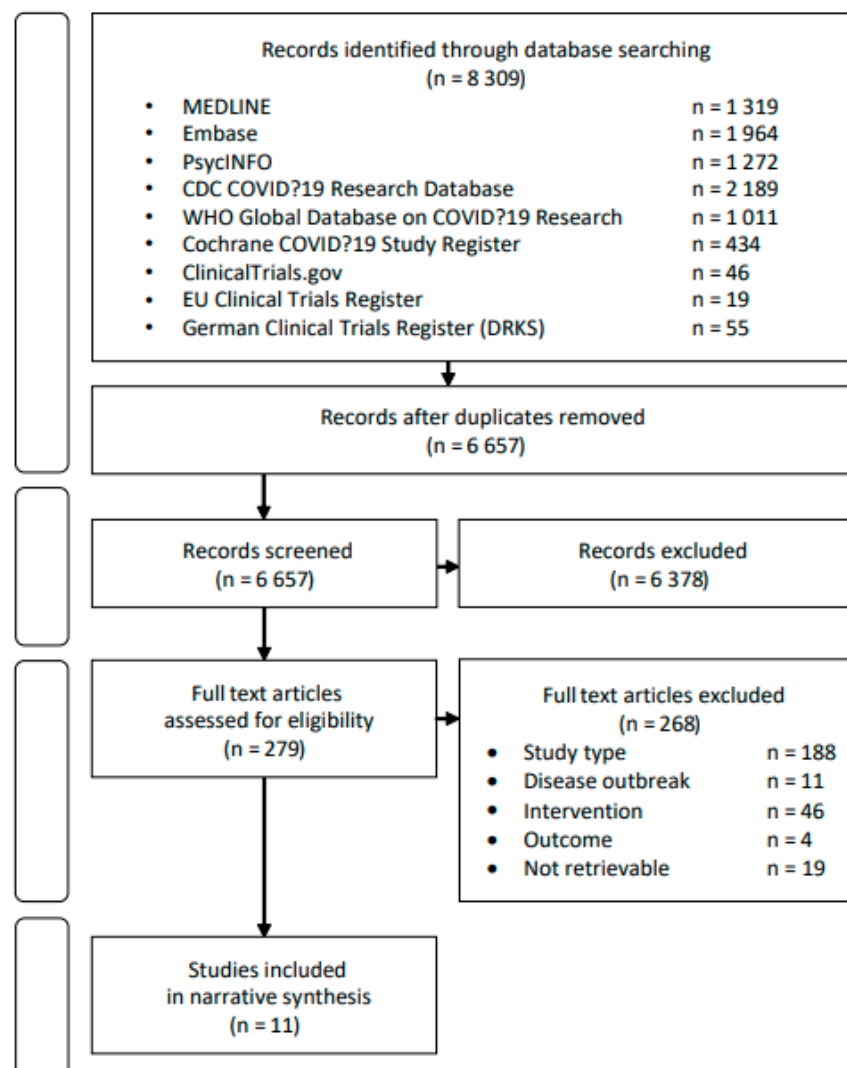 Records identified through database searching
(n = 8 309)
• MEDLINE n = 1 319
• Embase n = 1 964
• PsycINFO n = 1 272
• CDC COVID?19 Research Database n = 2 189
• WHO Global Database on COVID?19 Research n = 1 011
• Cochrane COVID?19 Study Register n = 434
• ClinicalTrials.gov n = 46
• EU Clinical Trials Register n = 19
• German Clinical Trials Register (DRKS) n = 55
Records after duplicates removed
(n = 6 657)
Records screened
(n = 6 657)
Records excluded
(n = 6 378)
Full text articles
assessed for eligibility
(n = 279)
Full text articles excluded
(n = 268)
• Study type n = 188
• Disease outbreak n = 11
• Intervention n = 46
• Outcome n = 4
• Not retrievable n = 19
Studies included
in narrative synthesis
(n = 11)